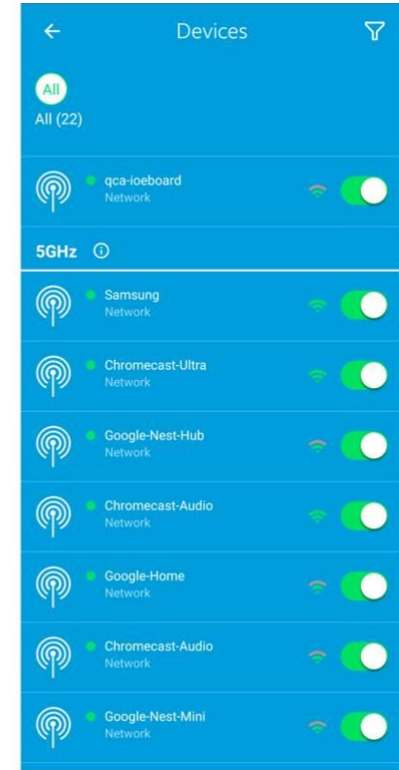 Devices
All
All (22)
qca-ioeboard
Network
5GHz
Samsung
Network
Chromecast-Ultra
Network
Google-Nest-Hub
Network
Chromecast-Audio
Network
Google-Home
Network
Chromecast-Audio
Network
Google-Nest-Mini
Network